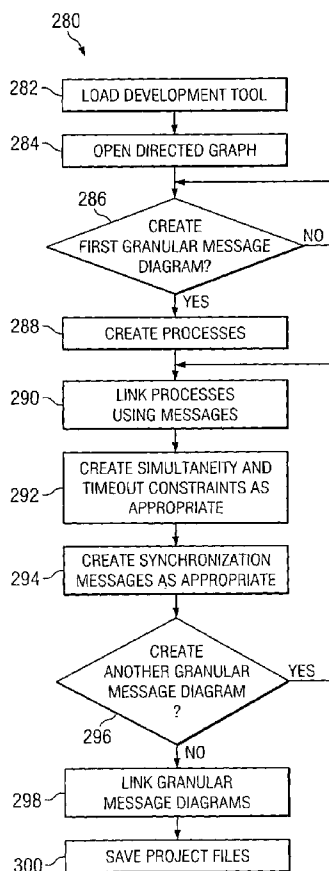 280
282
LOAD DEVELOPMENT TOOL
284
OPEN DIRECTED GRAPH
286
CREATE
FIRST GRANULAR MESSAGE
DIAGRAM?
NO
YES
288
CREATE PROCESSES
290
LINK PROCESSES
USING MESSAGES
292
CREATE SIMULTANEITY AND
TIMEOUT CONSTRAINTS AS
APPROPRIATE
294
CREATE SYNCHRONIZATION
MESSAGES AS APPROPRIATE
CREATE
ANOTHER GRANULAR
MESSAGE DIAGRAM
?
YES
296
NO
298
LINK GRANULAR
MESSAGE DIAGRAMS
300
SAVE PROJECT FILES